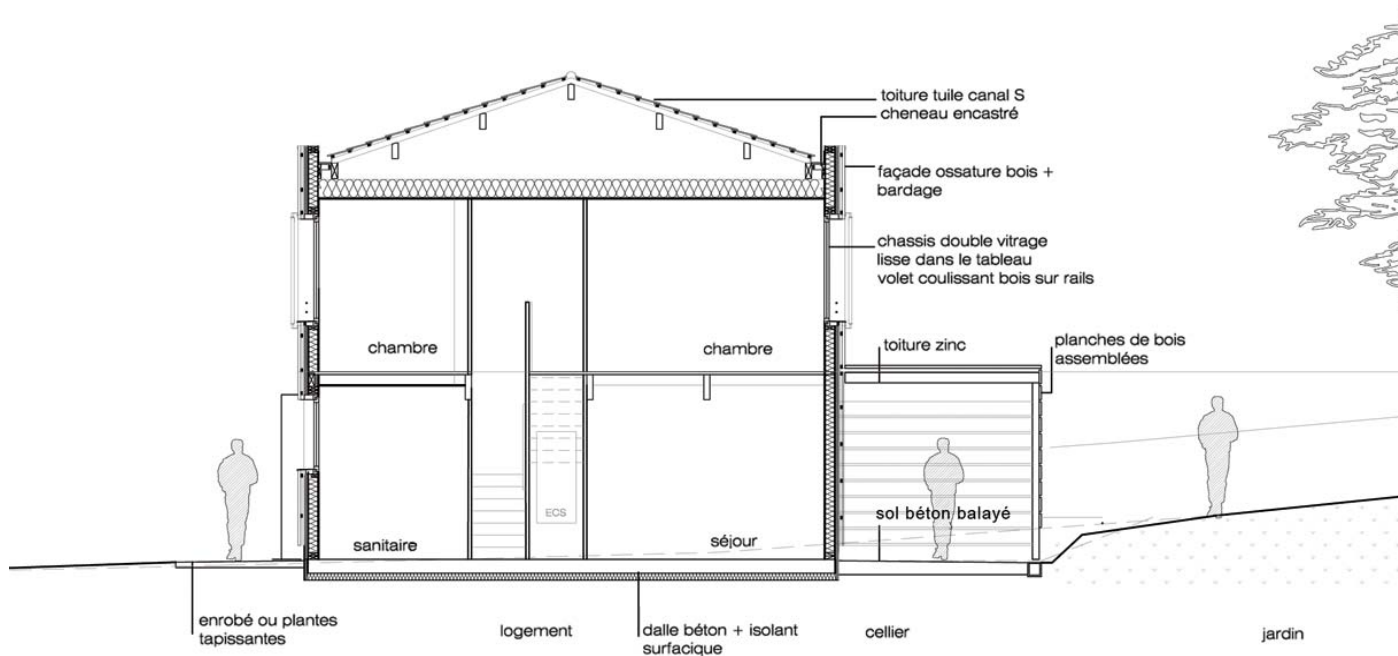 toiture tuile canal S
cheneau encastré
façade ossature bois +
bardage
chassis double vitrage
lisse dans le tableau
volet coulissant bois sur rails
chambre
chambre
toiture zinc
planches de bois
assemblées
ECS
sol béton balayé
sanitaire
séjour
enrobé ou plantes
tapissantes
logement
dalle béton + isolant
surfacique
cellier
jardin